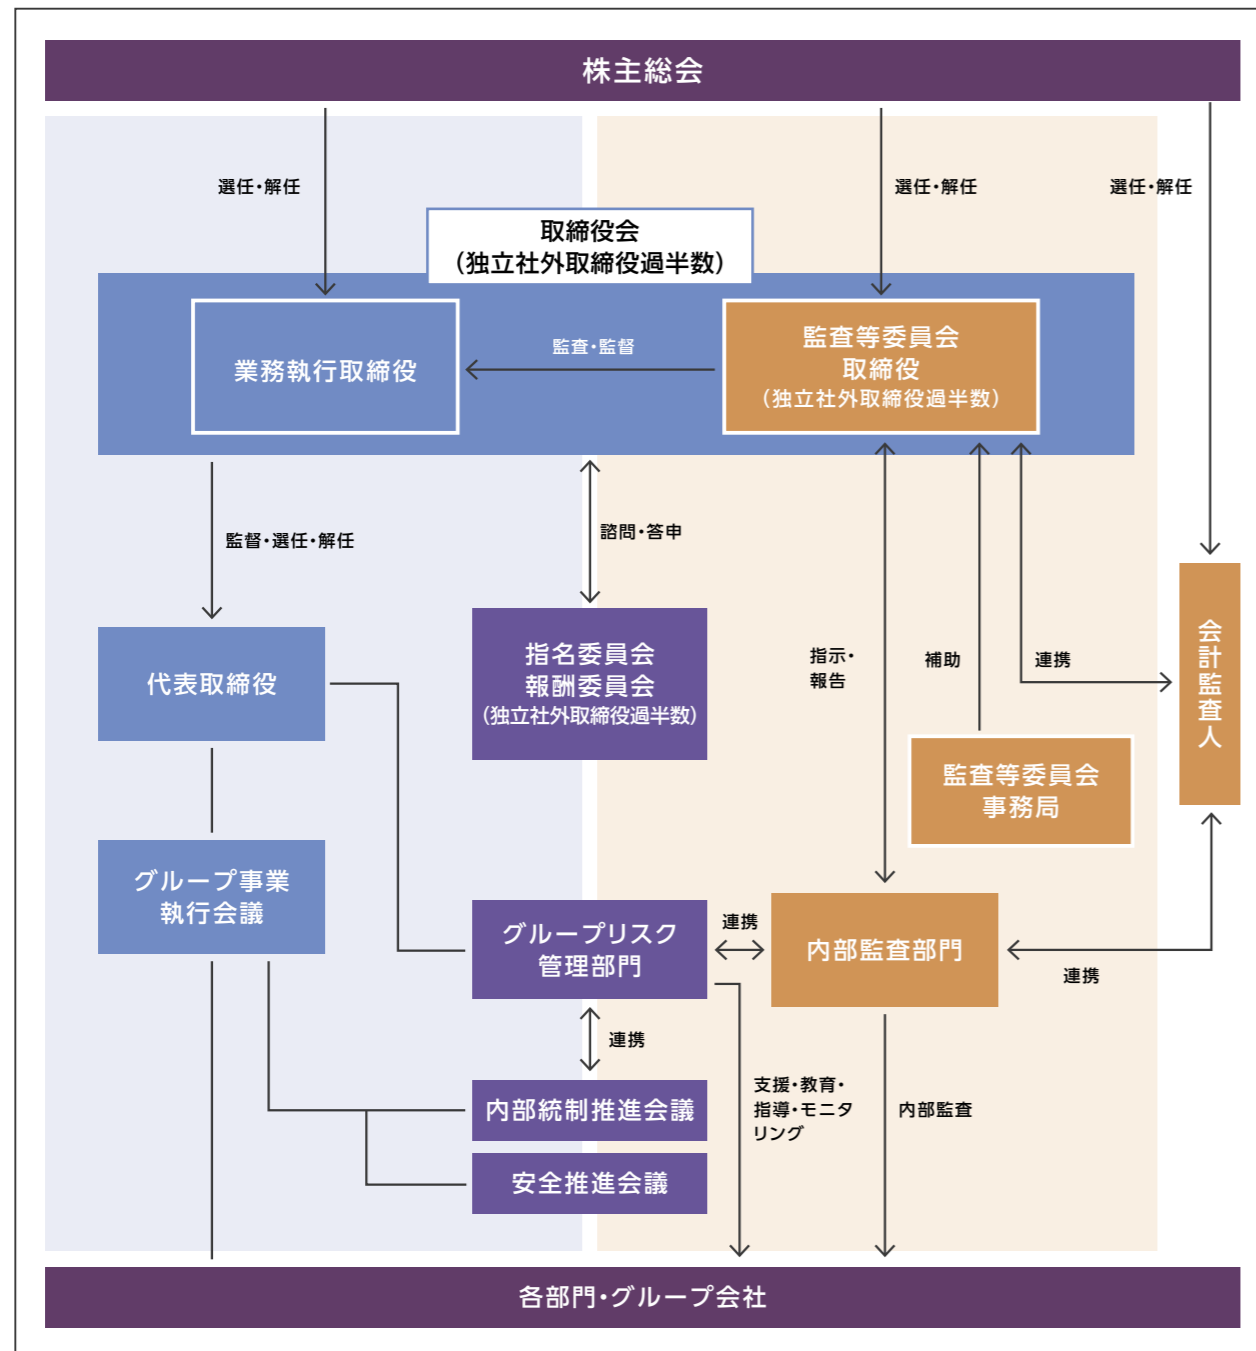 株主総会
選任・解任
選任・解任
選任・解任
取締役会
（独立社外取締役過半数）
業務執行取締役
監査・監督
監査等委員会
取締役
（独立社外取締役過半数）
監督・選任・解任
諮問・答申
代表取締役
指名委員会
報酬委員会
（独立社外取締役過半数）
指示・
報告
補助
連携
会計監査人
監査等委員会
事務局
グループ事業
執行会議
グループリスク
管理部門
連携
内部監査部門
連携
連携
内部統制推進会議
安全推進会議
支援・教育・
指導・モニタ
リング
内部監査
各部門・グループ会社